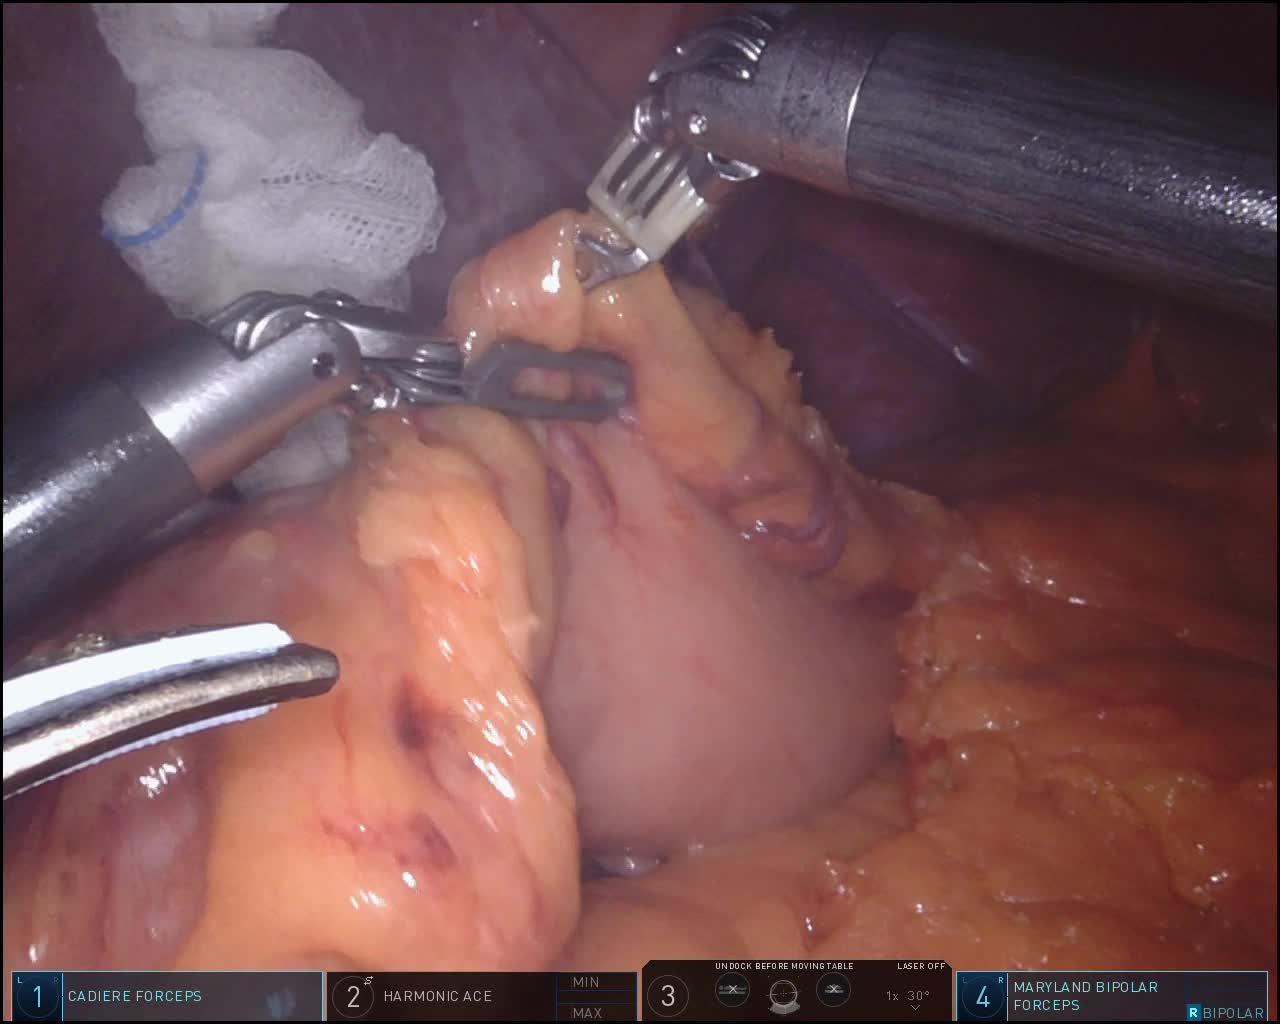 UNDOCK BEFORE MOVING TABLE LASER OFF
L R
1 CADIERE FORCEPS
2 HARMONIC ACE
MIN
MAX
3
1x 30°
L R
4 MARYLAND BIPOLAR
FORCEPS
R BIPOLAR